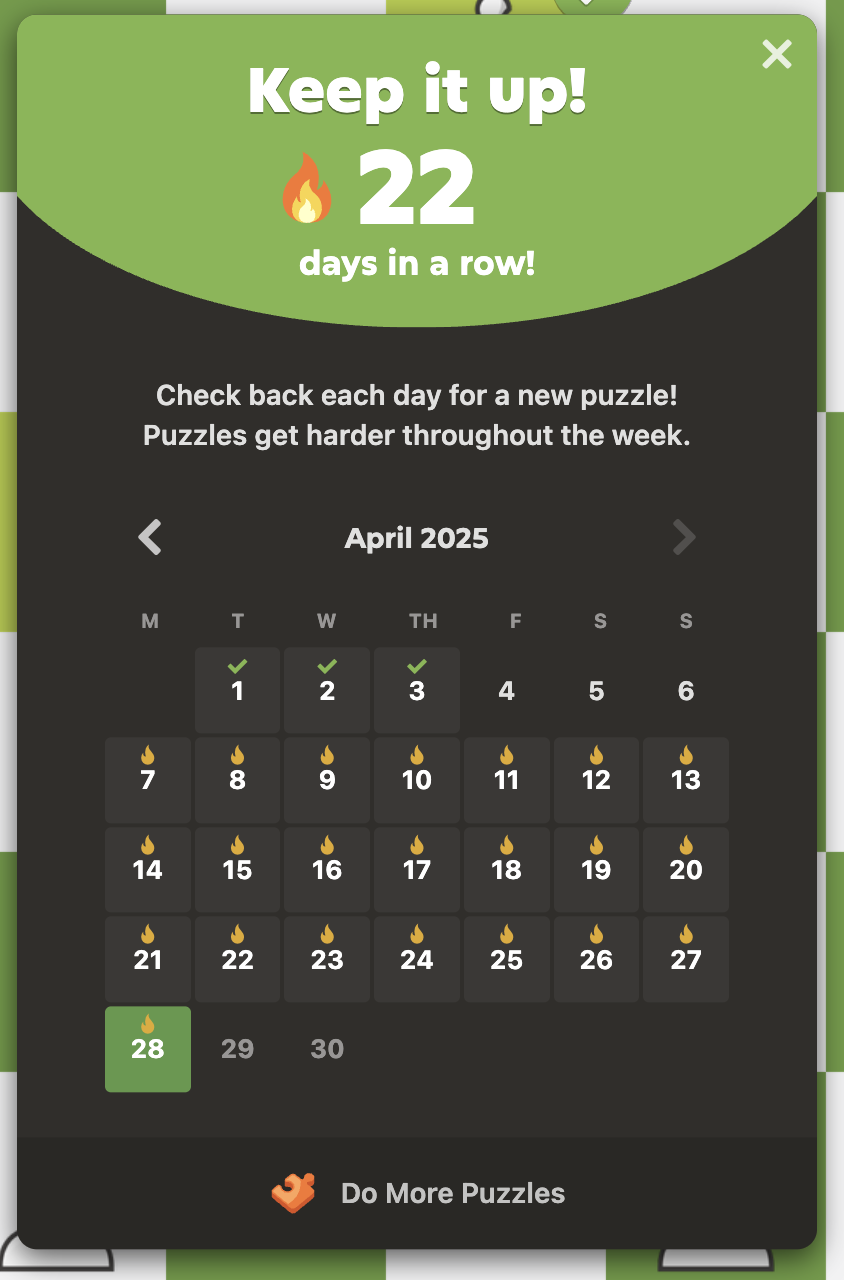 Keep it up!
22
days in a row!
Check back each day for a new puzzle!
Puzzles get harder throughout the week.
April 2025
M T W TH F S S
1 2 3 4 5 6
7 8 9 10 11 12 13
14 15 16 17 18 19 20
21 22 23 24 25 26 27
28 29 30
Do More Puzzles